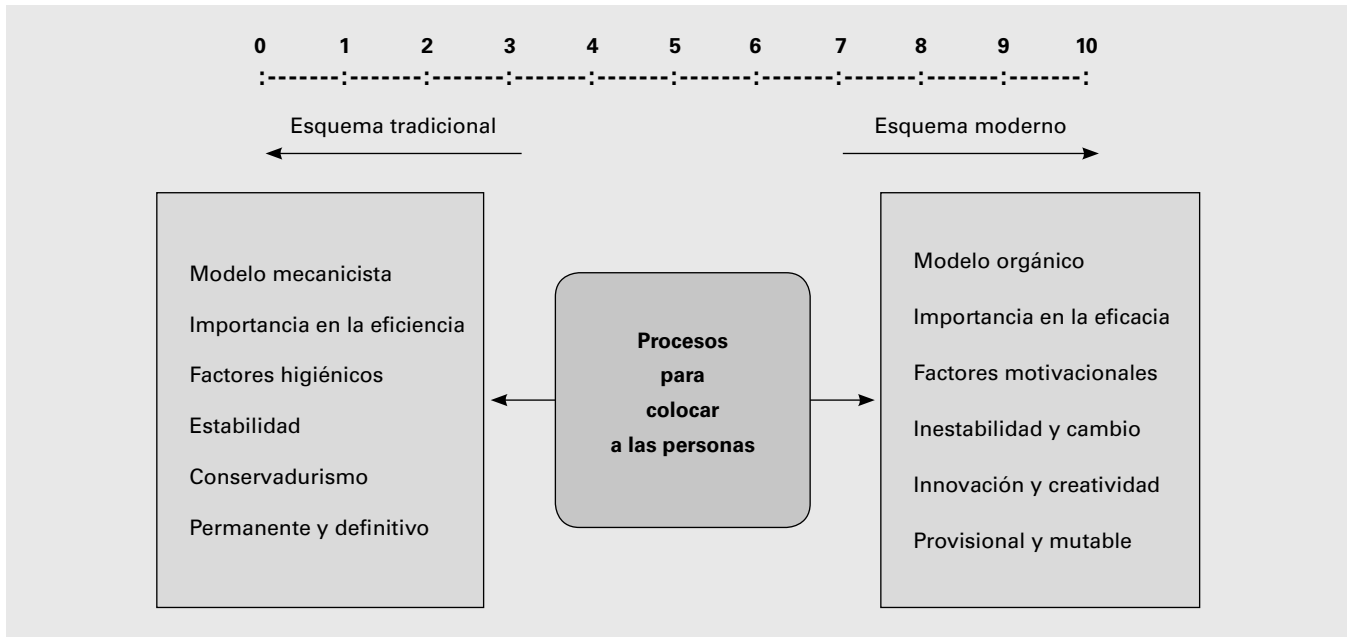 0 1 2 3 4 5 6 7 8 9 10
:-------:-------:-------:-------:-------:-------:-------:-------:-------:-------:
Esquema tradicional
Esquema moderno
Modelo mecanicista
Importancia en la eficiencia
Factores higiénicos
Estabilidad
Conservadurismo
Permanente y definitivo
Procesos
para
colocar
a las personas
Modelo orgánico
Importancia en la eficacia
Factores motivacionales
Inestabilidad y cambio
Innovación y creatividad
Provisional y mutable